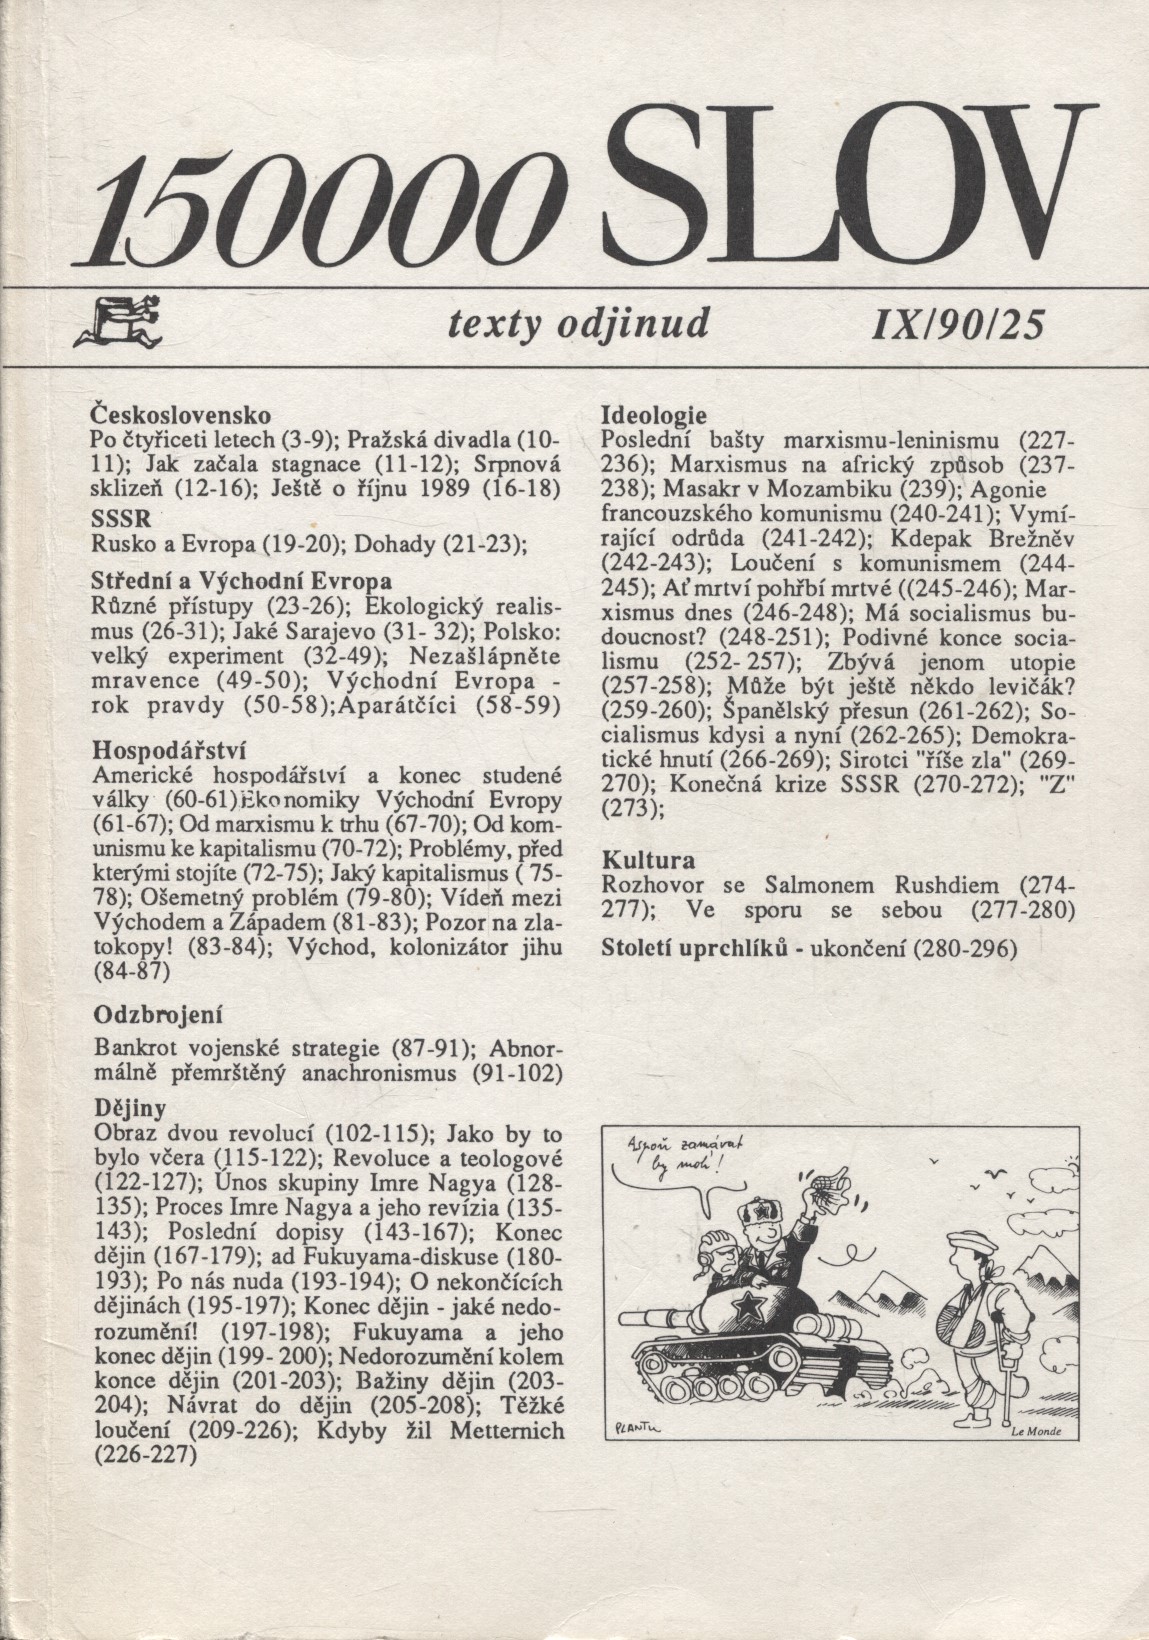 150000 SLOV
texty odjinud
IX/90/25
Československo
Po čtyřiceti letech (3-9); Pražská divadla (10-
11); Jak začala stagnace (11-12); Srpnová
sklizeň (12-16); Ještě o říjnu 1989 (16-18)
SSSR
Rusko a Evropa (19-20); Dohady (21-23);
Střední a Východní Evropa
Různé přístupy (23-26); Ekologický realis-
mus (26-31); Jaké Sarajevo (31- 32); Polsko:
velký experiment (32-49); Nezašlápněte
mravence (49-50); Východní Evropa -
rok pravdy (50-58);Aparátčíci (58-59)
Hospodářství
Americké hospodářství a konec studené
války (60-61)Ekonomiky Východní Evropy
(61-67); Od marxismu k trhu (67-70); Od kom-
unismu ke kapitalismu (70-72); Problémy, před
kterými stojíte (72-75); Jaký kapitalismus ( 75-
78); Ošemetný problém (79-80); Vídeň mezi
Východem a Západem (81-83); Pozor na zla-
tokopy! (83-84); Východ, kolonizátor jihu
(84-87)
Odzbrojení
Bankrot vojenské strategie (87-91); Abnor-
málně přemrštěný anachronismus (91-102)
Dějiny
Obraz dvou revolucí (102-115); Jako by to
bylo včera (115-122); Revoluce a teologové
(122-127); Únos skupiny Imre Nagya (128-
135); Proces Imre Nagya a jeho revízia (135-
143); Poslední dopisy (143-167); Konec
dějin (167-179); ad Fukuyama-diskuse (180-
193); Po nás nuda (193-194); O nekončících
dějinách (195-197); Konec dějin - jaké nedo-
rozumění! (197-198); Fukuyama a jeho
konec dějin (199- 200); Nedorozumění kolem
konce dějin (201-203); Bažiny dějin (203-
204); Návrat do dějin (205-208); Těžké
loučení (209-226); Kdyby žil Metternich
(226-227)
Ideologie
Poslední bašty marxismu-leninismu (227-
236); Marxismus na africký způsob (237-
238); Masakr v Mozambiku (239); Agonie
francouzského komunismu (240-241); Vymí-
rající odrůda (241-242); Kdepak Brežněv
(242-243); Loučení s komunismem (244-
245); Ať mrtví pohřbí mrtvé ((245-246); Mar-
xismus dnes (246-248); Má socialismus bu-
doucnost? (248-251); Podivné konce socia-
lismu (252- 257); Zbývá jenom utopie
(257-258); Může být ještě někdo levičák?
(259-260); Španělský přesun (261-262); So-
cialismus kdysi a nyní (262-265); Demokra-
tické hnutí (266-269); Sirotci "říše zla" (269-
270); Konečná krize SSSR (270-272); "Z"
(273);
Kultura
Rozhovor se Salmonem Rushdiem (274-
277); Ve sporu se sebou (277-280)
Století uprchlíků - ukončení (280-296)
Aspoň zamávat
by moh!
PLANTU
Le Monde